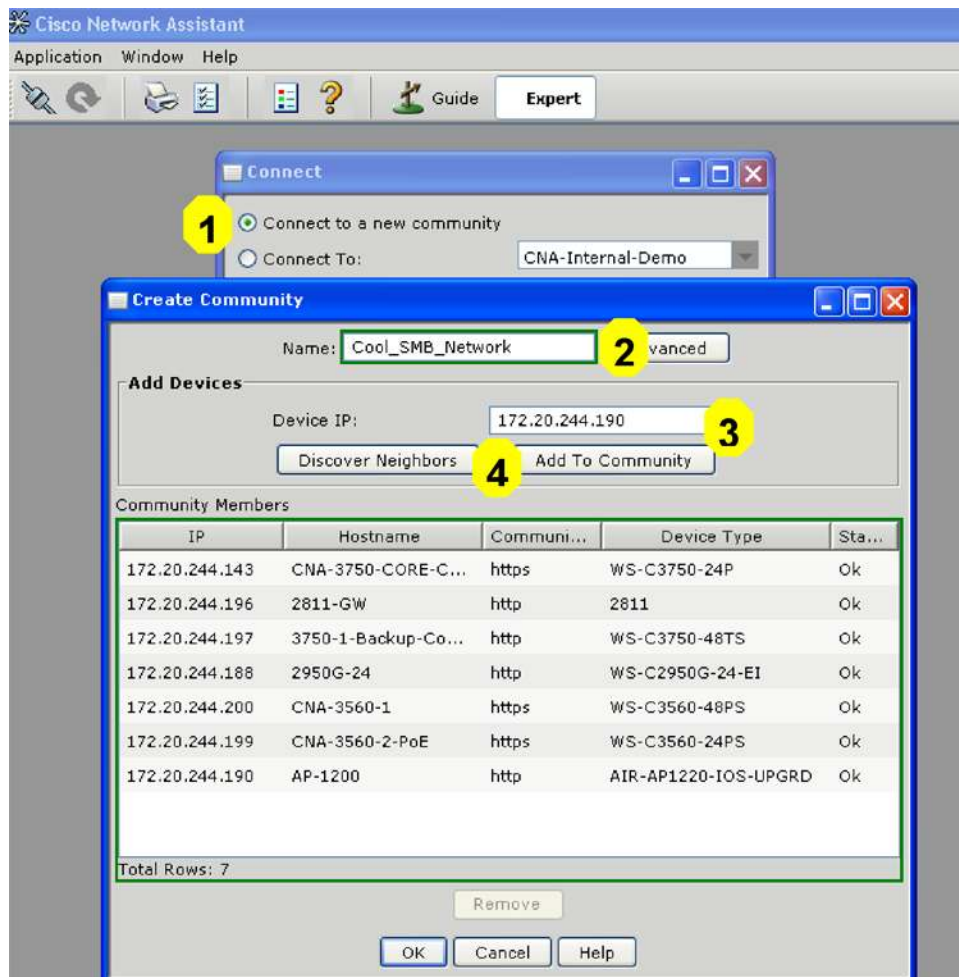 Cisco Network Assistant
Application Window Help
Guide Expert
Connect
1 Connect to a new community
Connect To: CNA-Internal-Demo
Create Community
Name: Cool_SMB_Network 2 vanced
Add Devices
Device IP: 172.20.244.190 3
Discover Neighbors 4 Add To Community
Community Members
IP Hostname Communi... Device Type Sta...
172.20.244.143 CNA-3750-CORE-C... https WS-C3750-24P Ok
172.20.244.196 2811-GW http 2811 Ok
172.20.244.197 3750-1-Backup-Co... http WS-C3750-48TS Ok
172.20.244.188 2950G-24 http WS-C2950G-24-EI Ok
172.20.244.200 CNA-3560-1 https WS-C3560-48PS Ok
172.20.244.199 CNA-3560-2-PoE https WS-C3560-24PS Ok
172.20.244.190 AP-1200 http AIR-AP1220-IOS-UPGRD Ok
Total Rows: 7
Remove
OK Cancel Help